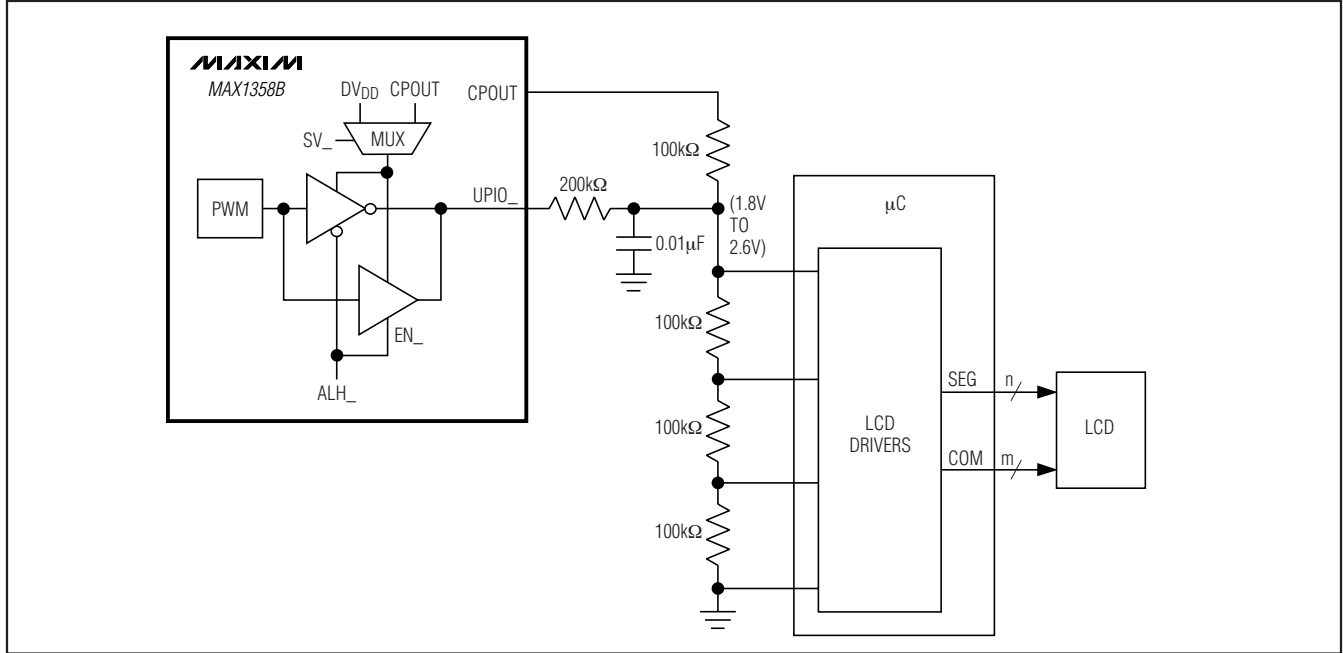 MAXIM
MAX1358B
DVDD CPOUT
CPOUT
SV_
MUX
PWM
UPIO_
EN_
ALH_
200kΩ
0.01µF
100kΩ
(1.8V
TO
2.6V)
100kΩ
100kΩ
100kΩ
µC
LCD
DRIVERS
SEG n
COM m
LCD